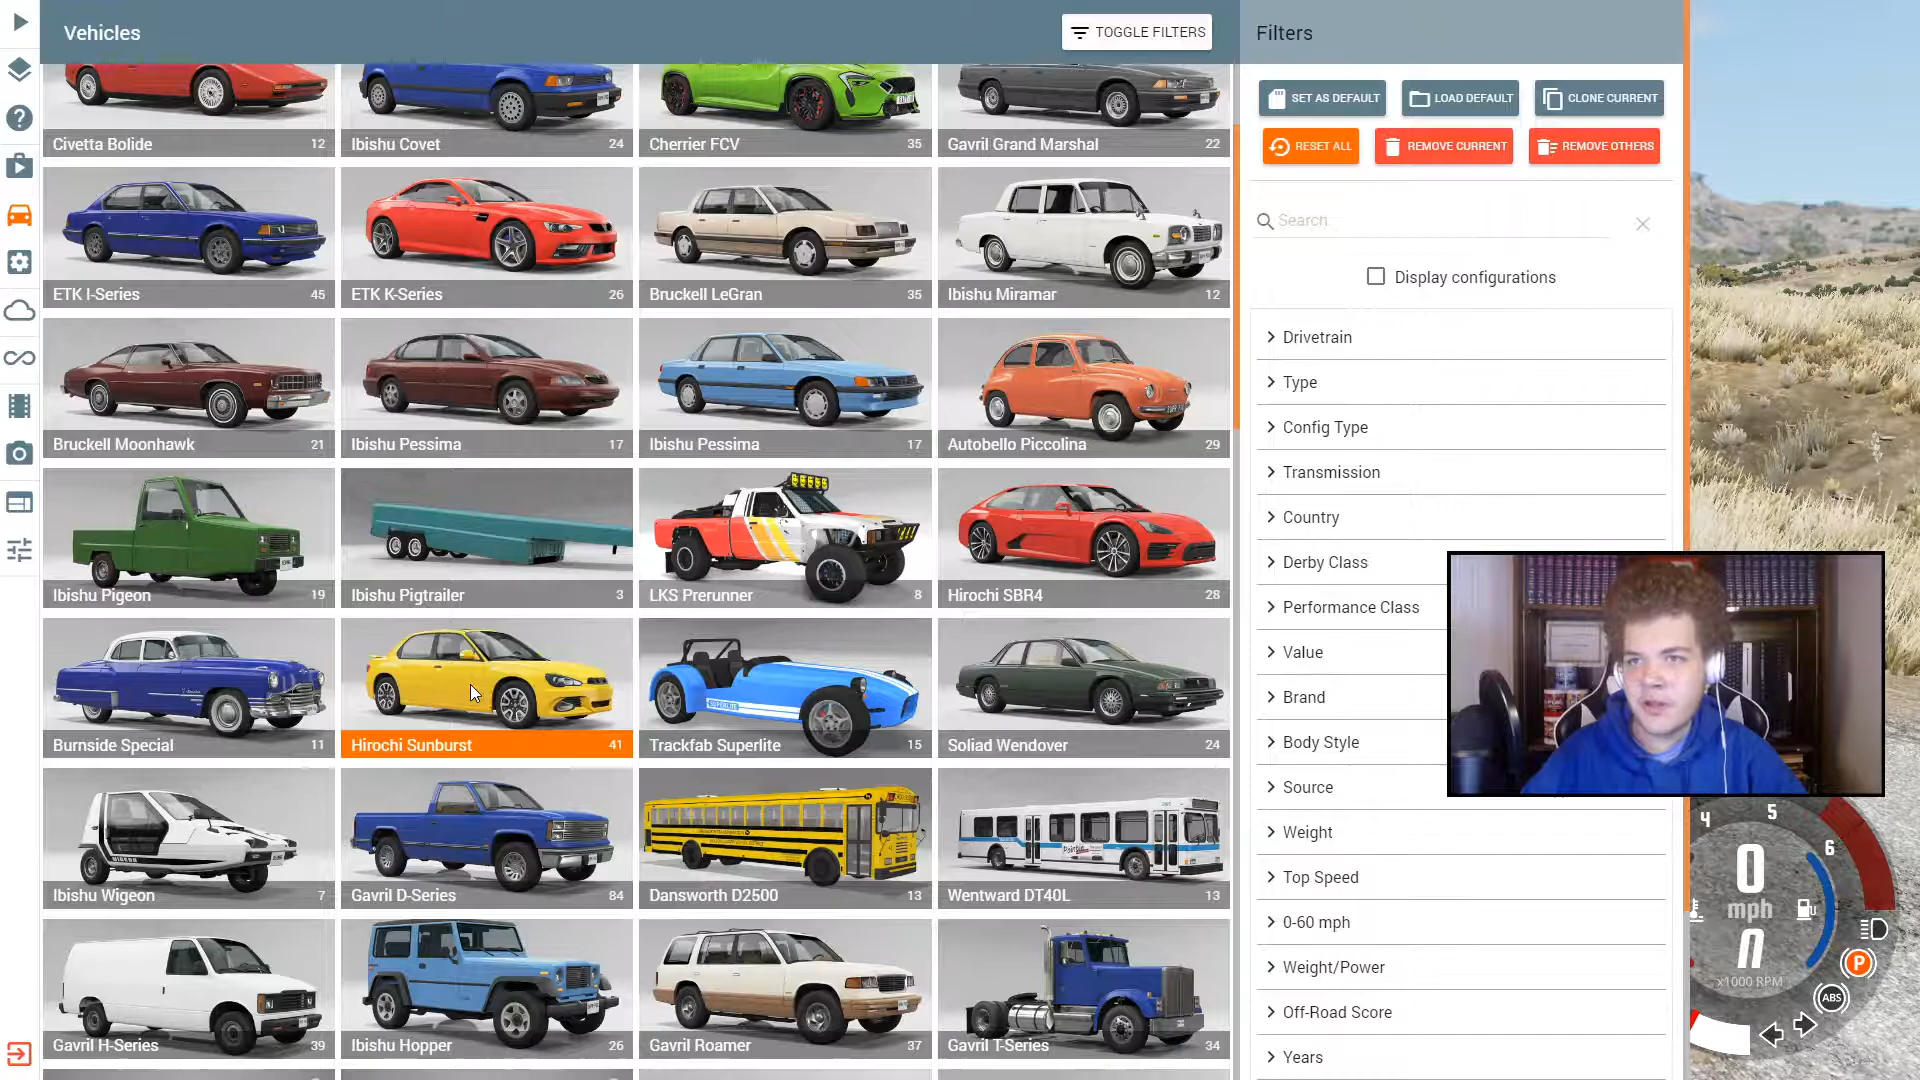 Vehicles
TOGGLE FILTERS
Filters
SET AS DEFAULT
LOAD DEFAULT
CLONE CURRENT
RESET ALL
REMOVE CURRENT
REMOVE OTHERS
Search
Display configurations
Civetta Bolide 12
Ibishu Covet 24
Cherrier FCV 35
Gavril Grand Marshal 22
ETK I-Series 45
ETK K-Series 26
Bruckell LeGran 35
Ibishu Miramar 12
Bruckell Moonhawk 21
Ibishu Pessima 17
Ibishu Pessima 17
Autobello Piccolina 29
Ibishu Pigeon 19
Ibishu Pigtrailer 3
LKS Prerunner 8
Hirochi SBR4 28
Burnside Special 11
Hirochi Sunburst 41
SUPERLITE
Trackfab Superlite 15
Soliad Wendover 24
WIGEON
Ibishu Wigeon 7
Gavril D-Series 84
Dansworth D2500 13
Wentward DT40L 13
Gavril H-Series 39
Ibishu Hopper 26
Gavril Roamer 37
Gavril T-Series 34
Drivetrain
Type
Config Type
Transmission
Country
Derby Class
Performance Class
Value
Brand
Body Style
Source
Weight
Top Speed
0-60 mph
Weight/Power
Off-Road Score
Years
4 5 6
0
mph
n
x1000 RPM
P
ABS